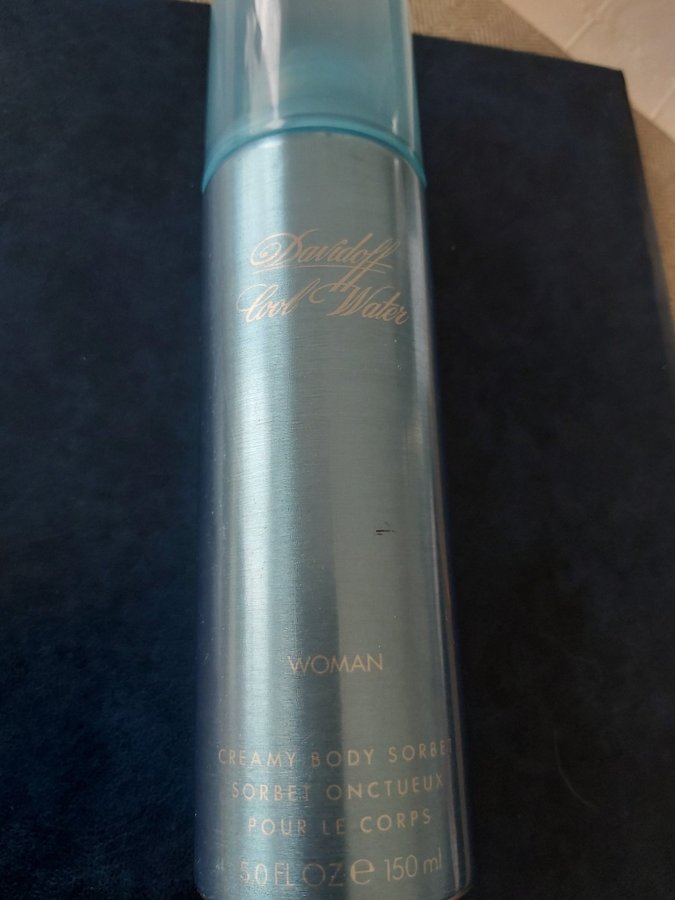 Davidoff
Cool Water
WOMAN
CREAMY BODY SORBET
SORBET ONCTUEUX
POUR LE CORPS
5.0 FL OZ ℮ 150 ml